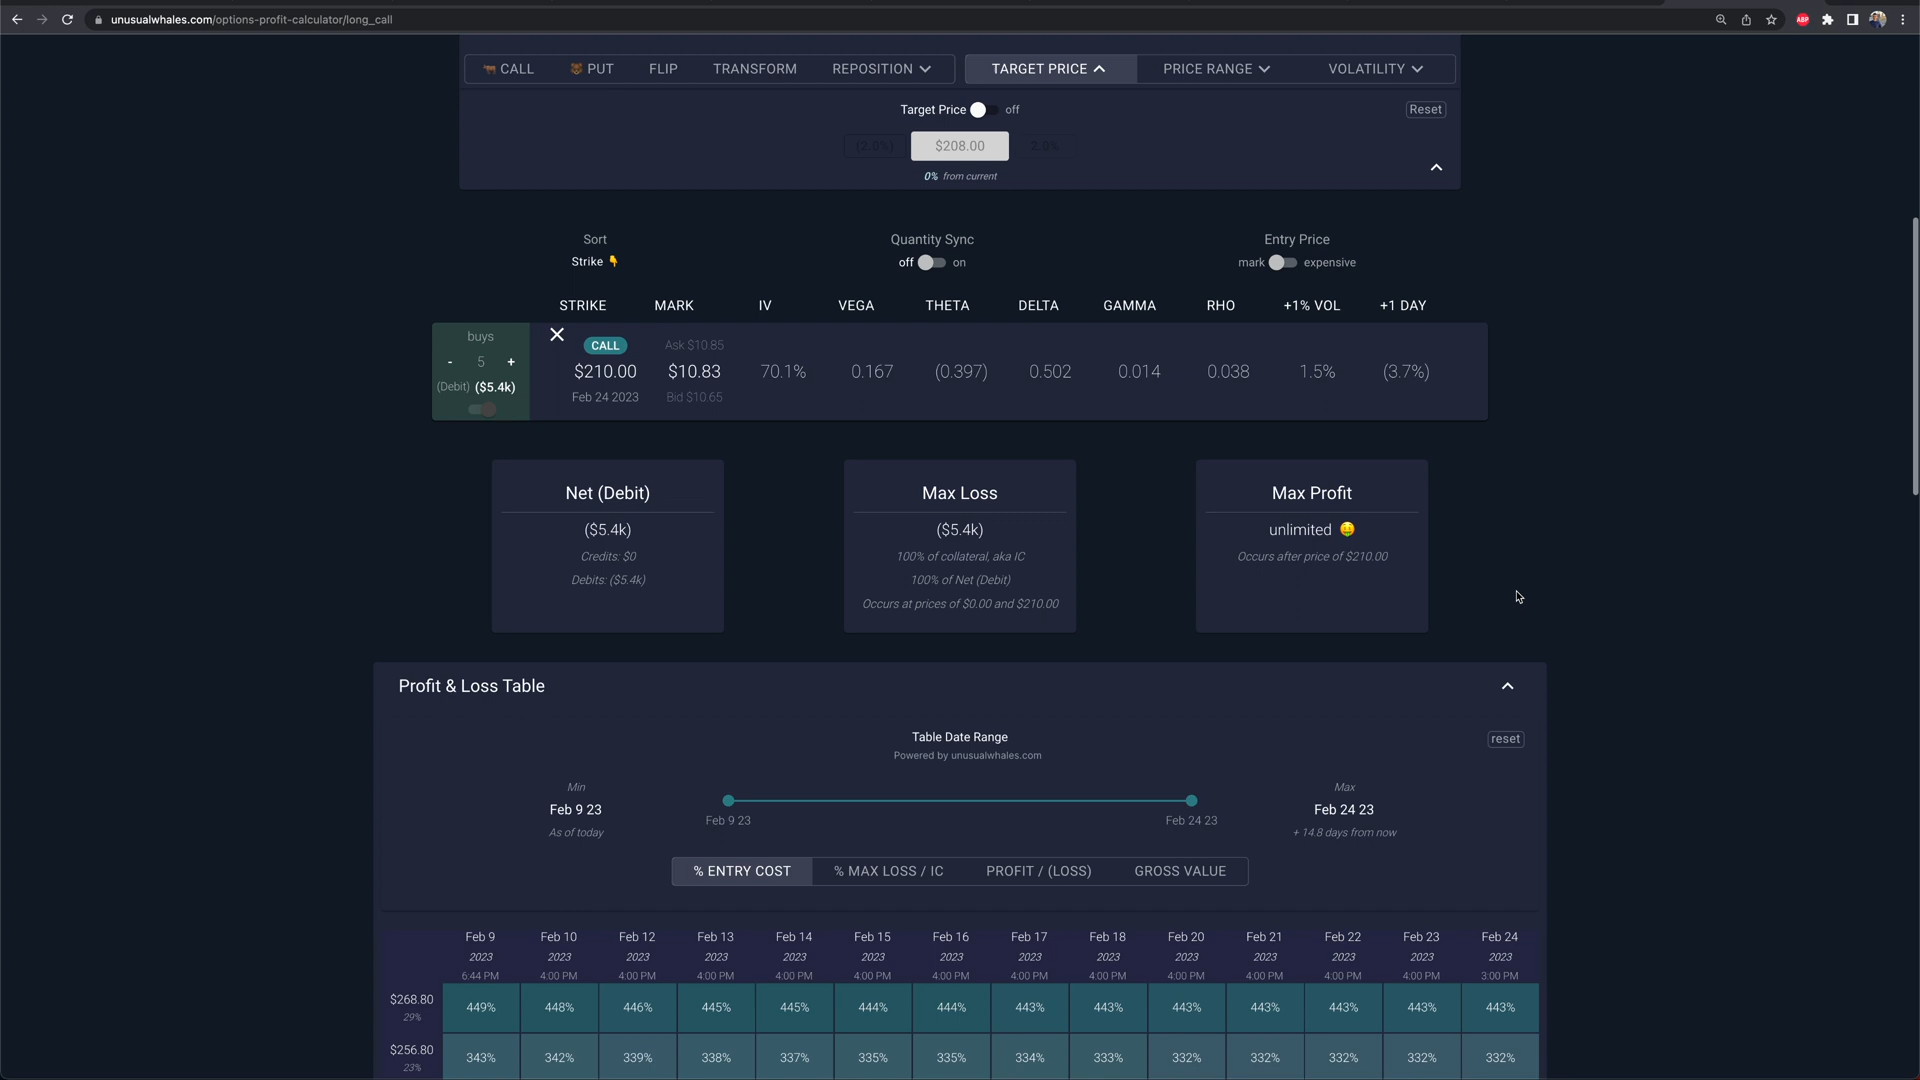 unusualwhales.com/options-profit-calculator/long_call
ABP
CALL PUT FLIP TRANSFORM REPOSITION TARGET PRICE PRICE RANGE VOLATILITY
Target Price off Reset
(2.0%) $208.00 2.0%
0% from current
Sort Quantity Sync Entry Price
Strike off on mark expensive
STRIKE MARK IV VEGA THETA DELTA GAMMA RHO +1% VOL +1 DAY
buys
CALL Ask $10.85
- 5 + $210.00 $10.83 70.1% 0.167 (0.397) 0.502 0.014 0.038 1.5% (3.7%)
(Debit) ($5.4k) Feb 24 2023 Bid $10.65
Net (Debit) Max Loss Max Profit
($5.4k) ($5.4k) unlimited
Credits: $0 100% of collateral, aka IC Occurs after price of $210.00
Debits: ($5.4k) 100% of Net (Debit)
Occurs at prices of $0.00 and $210.00
Profit & Loss Table
Table Date Range reset
Powered by unusualwhales.com
Min Max
Feb 9 23 Feb 24 23
Feb 9 23 Feb 24 23
As of today + 14.8 days from now
% ENTRY COST % MAX LOSS / IC PROFIT / (LOSS) GROSS VALUE
Feb 9 Feb 10 Feb 12 Feb 13 Feb 14 Feb 15 Feb 16 Feb 17 Feb 18 Feb 20 Feb 21 Feb 22 Feb 23 Feb 24
2023 2023 2023 2023 2023 2023 2023 2023 2023 2023 2023 2023 2023 2023
6:44 PM 4:00 PM 4:00 PM 4:00 PM 4:00 PM 4:00 PM 4:00 PM 4:00 PM 4:00 PM 4:00 PM 4:00 PM 4:00 PM 4:00 PM 3:00 PM
$268.80 449% 448% 446% 445% 445% 444% 444% 443% 443% 443% 443% 443% 443% 443%
29%
$256.80 343% 342% 339% 338% 337% 335% 335% 334% 333% 332% 332% 332% 332% 332%
23%